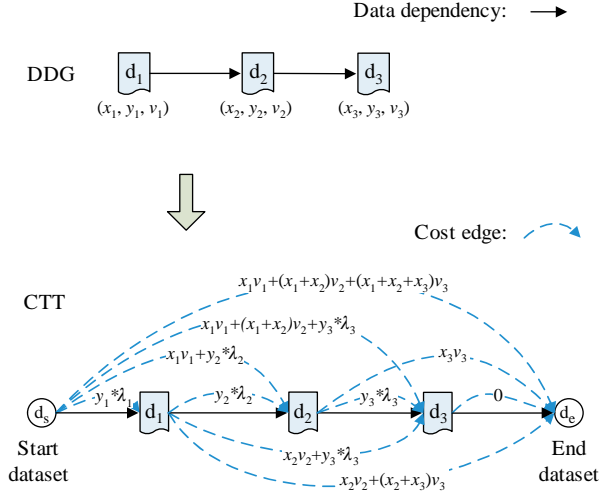 Data dependency:
DDG
d₁ d₂ d₃
(x₁, y₁, v₁) (x₂, y₂, v₂) (x₃, y₃, v₃)
Cost edge:
x₁v₁+(x₁+x₂)v₂+(x₁+x₂+x₃)v₃
CTT
x₁v₁+(x₁+x₂)v₂+y₃*λ₃
x₁v₁+y₂*λ₂
x₃v₃
y₁*λ₁ y₂*λ₂ y₃*λ₃ 0
dₛ d₁ d₂ d₃ dₑ
Start
dataset
End
dataset
x₂v₂+y₃*λ₃
x₂v₂+(x₂+x₃)v₃